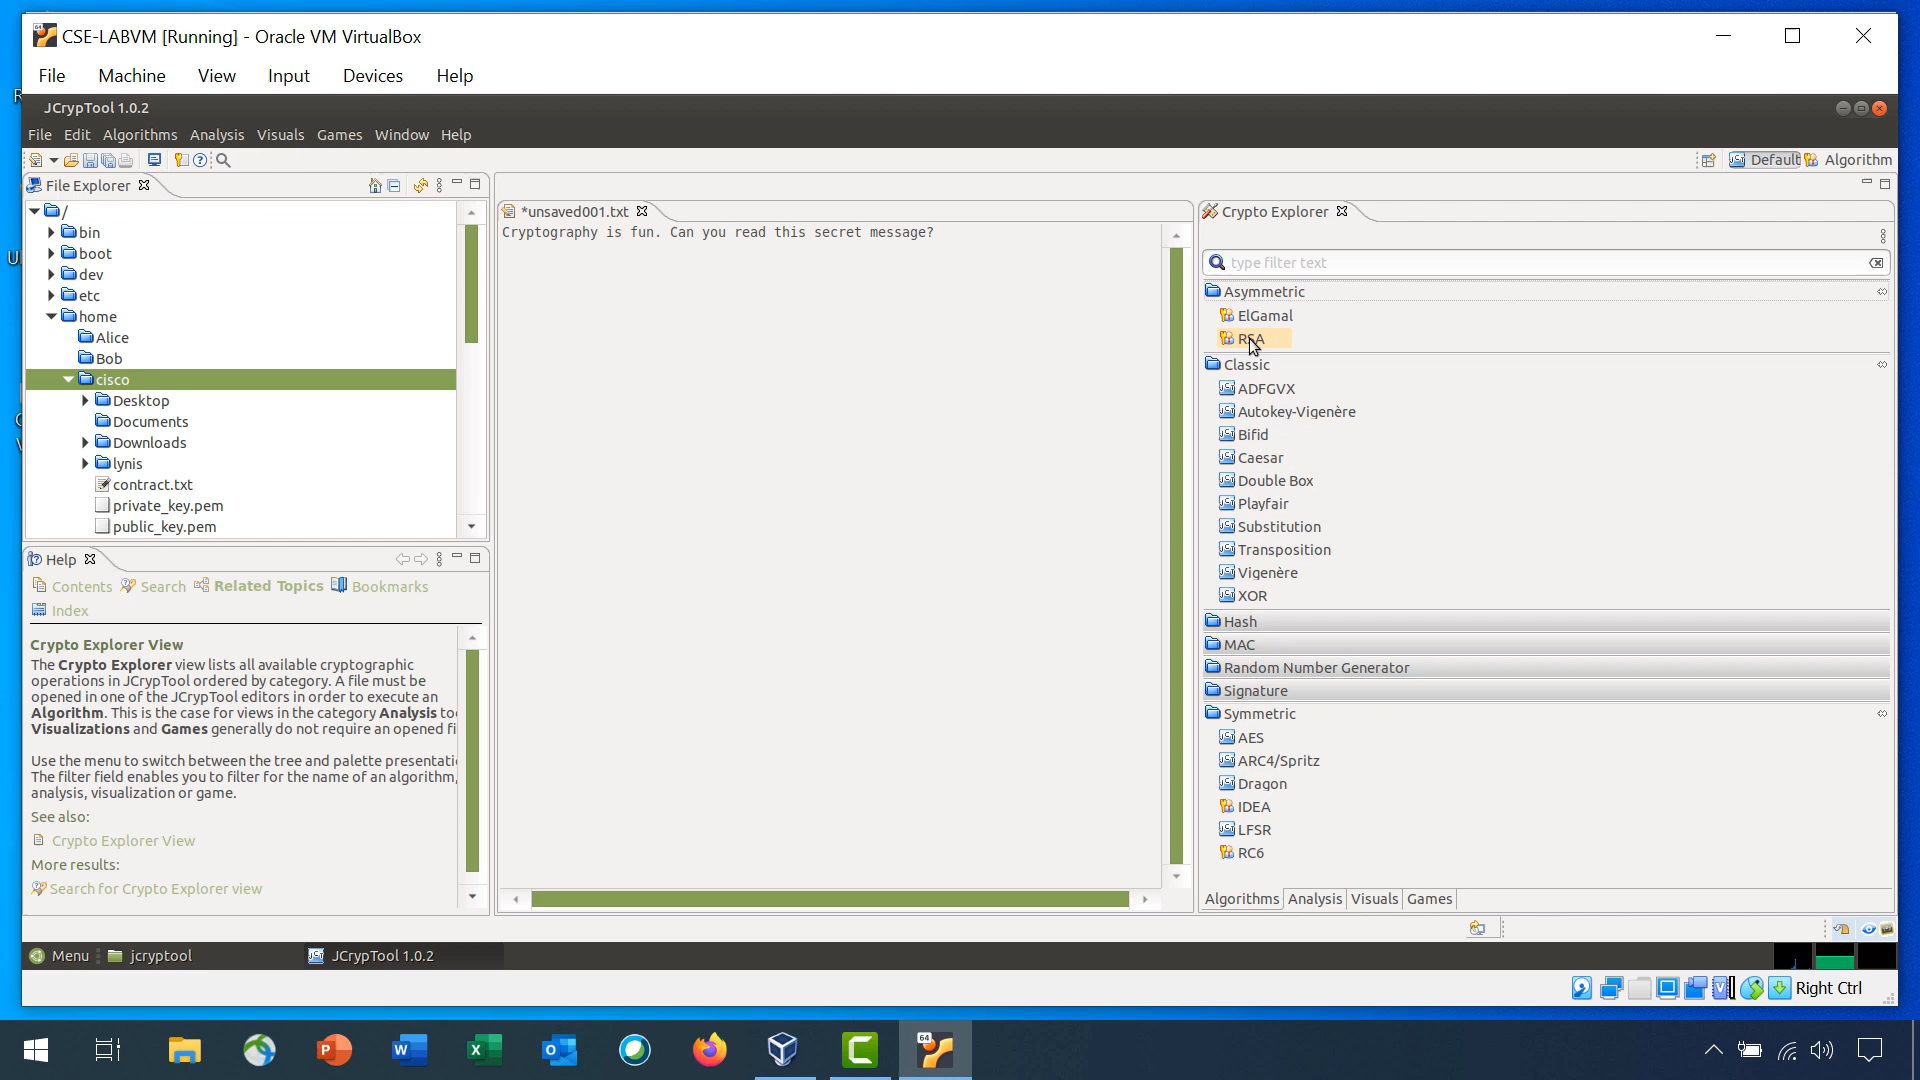 CSE-LABVM [Running] - Oracle VM VirtualBox
File Machine View Input Devices Help
JCrypTool 1.0.2
File Edit Algorithms Analysis Visuals Games Window Help
Default Algorithm
File Explorer
/
bin
boot
dev
etc
home
Alice
Bob
cisco
Desktop
Documents
Downloads
lynis
contract.txt
private_key.pem
public_key.pem
Help
Contents Search Related Topics Bookmarks
Index
Crypto Explorer View
The Crypto Explorer view lists all available cryptographic
operations in JCrypTool ordered by category. A file must be
opened in one of the JCrypTool editors in order to execute an
Algorithm. This is the case for views in the category Analysis to
Visualizations and Games generally do not require an opened fi
Use the menu to switch between the tree and palette presentati
The filter field enables you to filter for the name of an algorithm,
analysis, visualization or game.
See also:
Crypto Explorer View
More results:
Search for Crypto Explorer view
*unsaved001.txt
Cryptography is fun. Can you read this secret message?
Crypto Explorer
type filter text
Asymmetric
ElGamal
RSA
Classic
ADFGVX
Autokey-Vigenère
Bifid
Caesar
Double Box
Playfair
Substitution
Transposition
Vigenère
XOR
Hash
MAC
Random Number Generator
Signature
Symmetric
AES
ARC4/Spritz
Dragon
IDEA
LFSR
RC6
Algorithms Analysis Visuals Games
Menu jcryptool JCrypTool 1.0.2
Right Ctrl